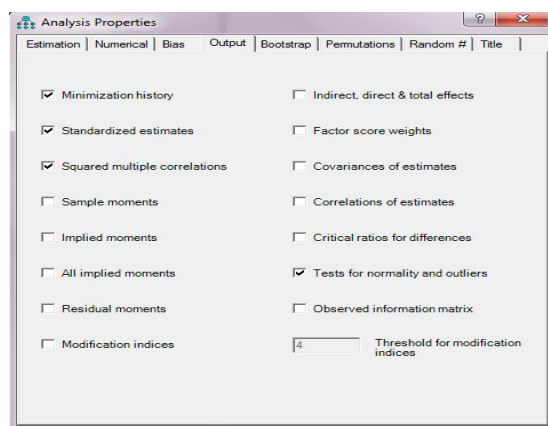 Analysis Properties
Estimation Numerical Bias Output Bootstrap Permutations Random # Title
Minimization history
Indirect, direct & total effects
Standardized estimates
Factor score weights
Squared multiple correlations
Covariances of estimates
Sample moments
Correlations of estimates
Implied moments
Critical ratios for differences
All implied moments
Tests for normality and outliers
Residual moments
Observed information matrix
Modification indices
4
Threshold for modification
indices